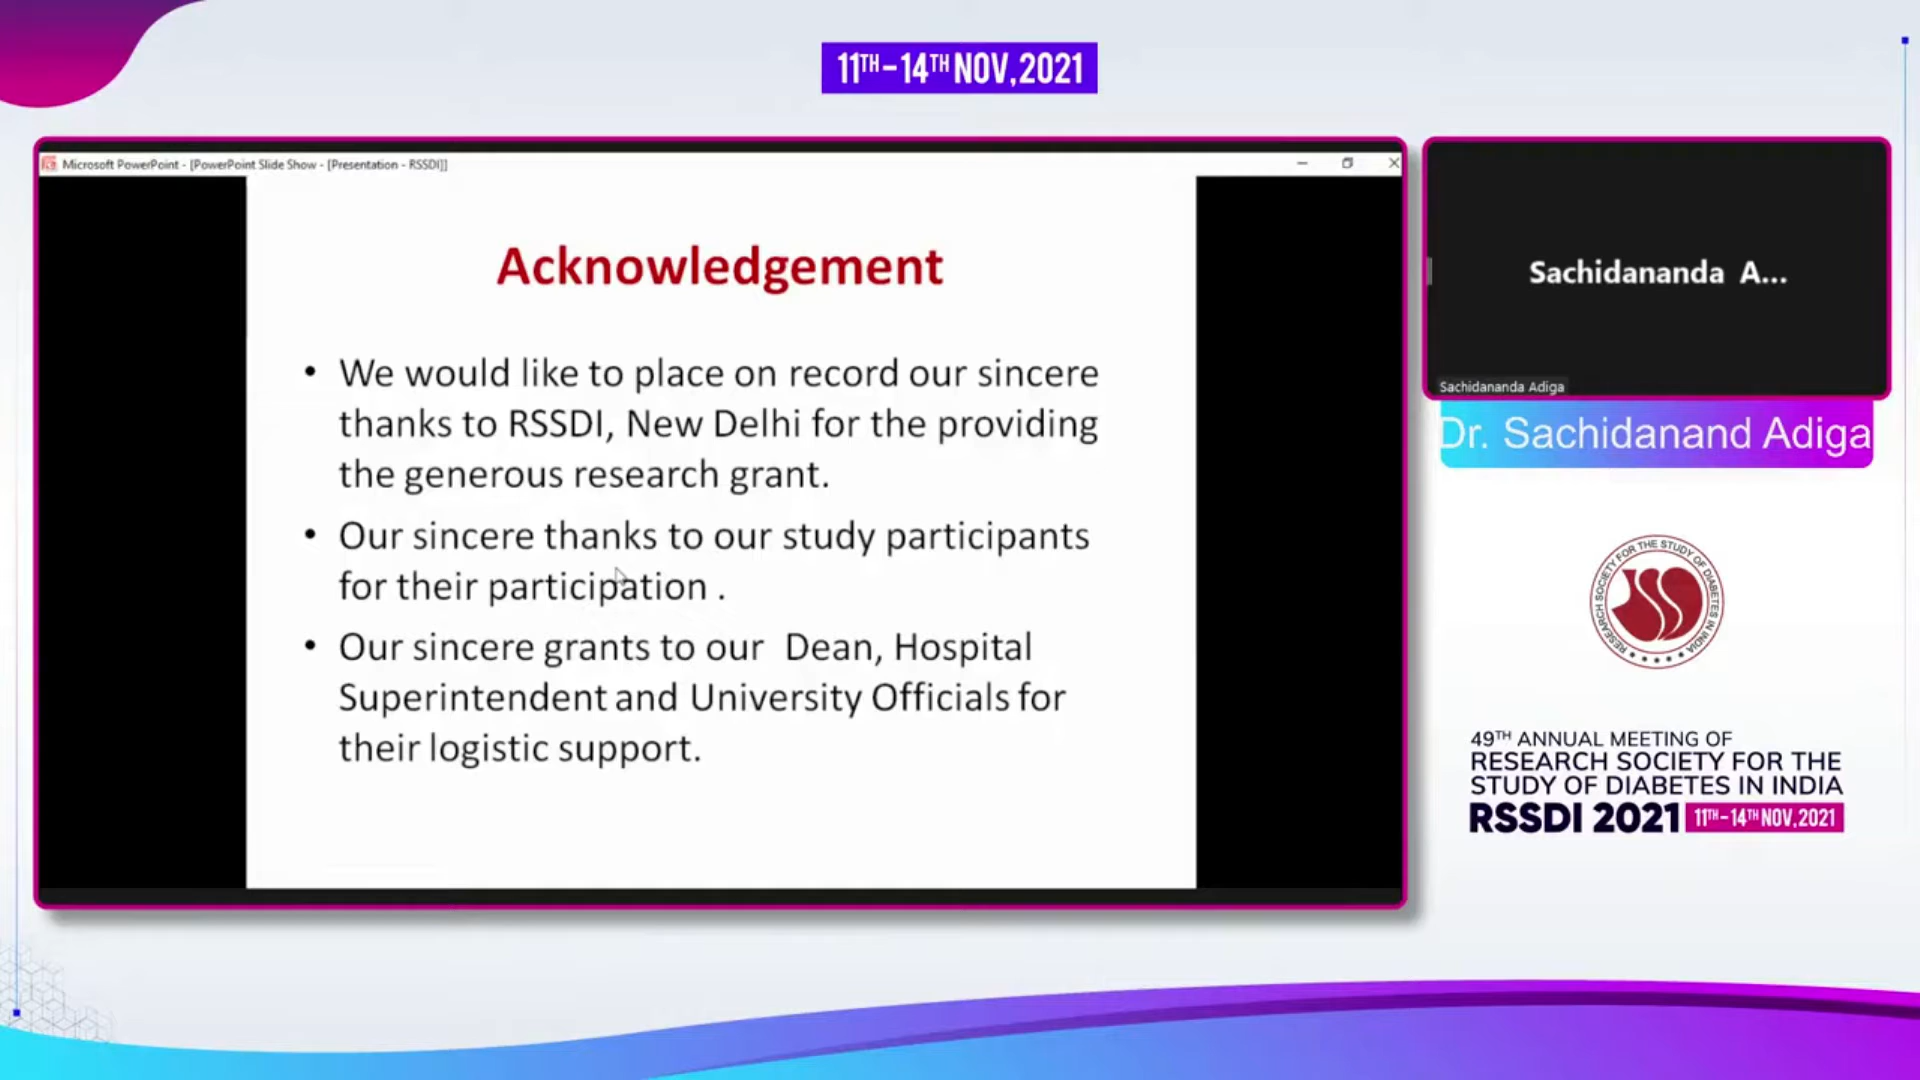 11TH-14TH NOV,2021
Microsoft PowerPoint - [PowerPoint Slide Show - [Presentation - RSSDI]]
Acknowledgement
• We would like to place on record our sincere
thanks to RSSDI, New Delhi for the providing
the generous research grant.
• Our sincere thanks to our study participants
for their participation .
• Our sincere grants to our Dean, Hospital
Superintendent and University Officials for
their logistic support.
Sachidananda A...
Sachidananda Adiga
Dr. Sachidanand Adiga
RESEARCH SOCIETY FOR THE STUDY OF DIABETES IN INDIA
49TH ANNUAL MEETING OF
RESEARCH SOCIETY FOR THE
STUDY OF DIABETES IN INDIA
RSSDI 2021 11TH-14TH NOV,2021